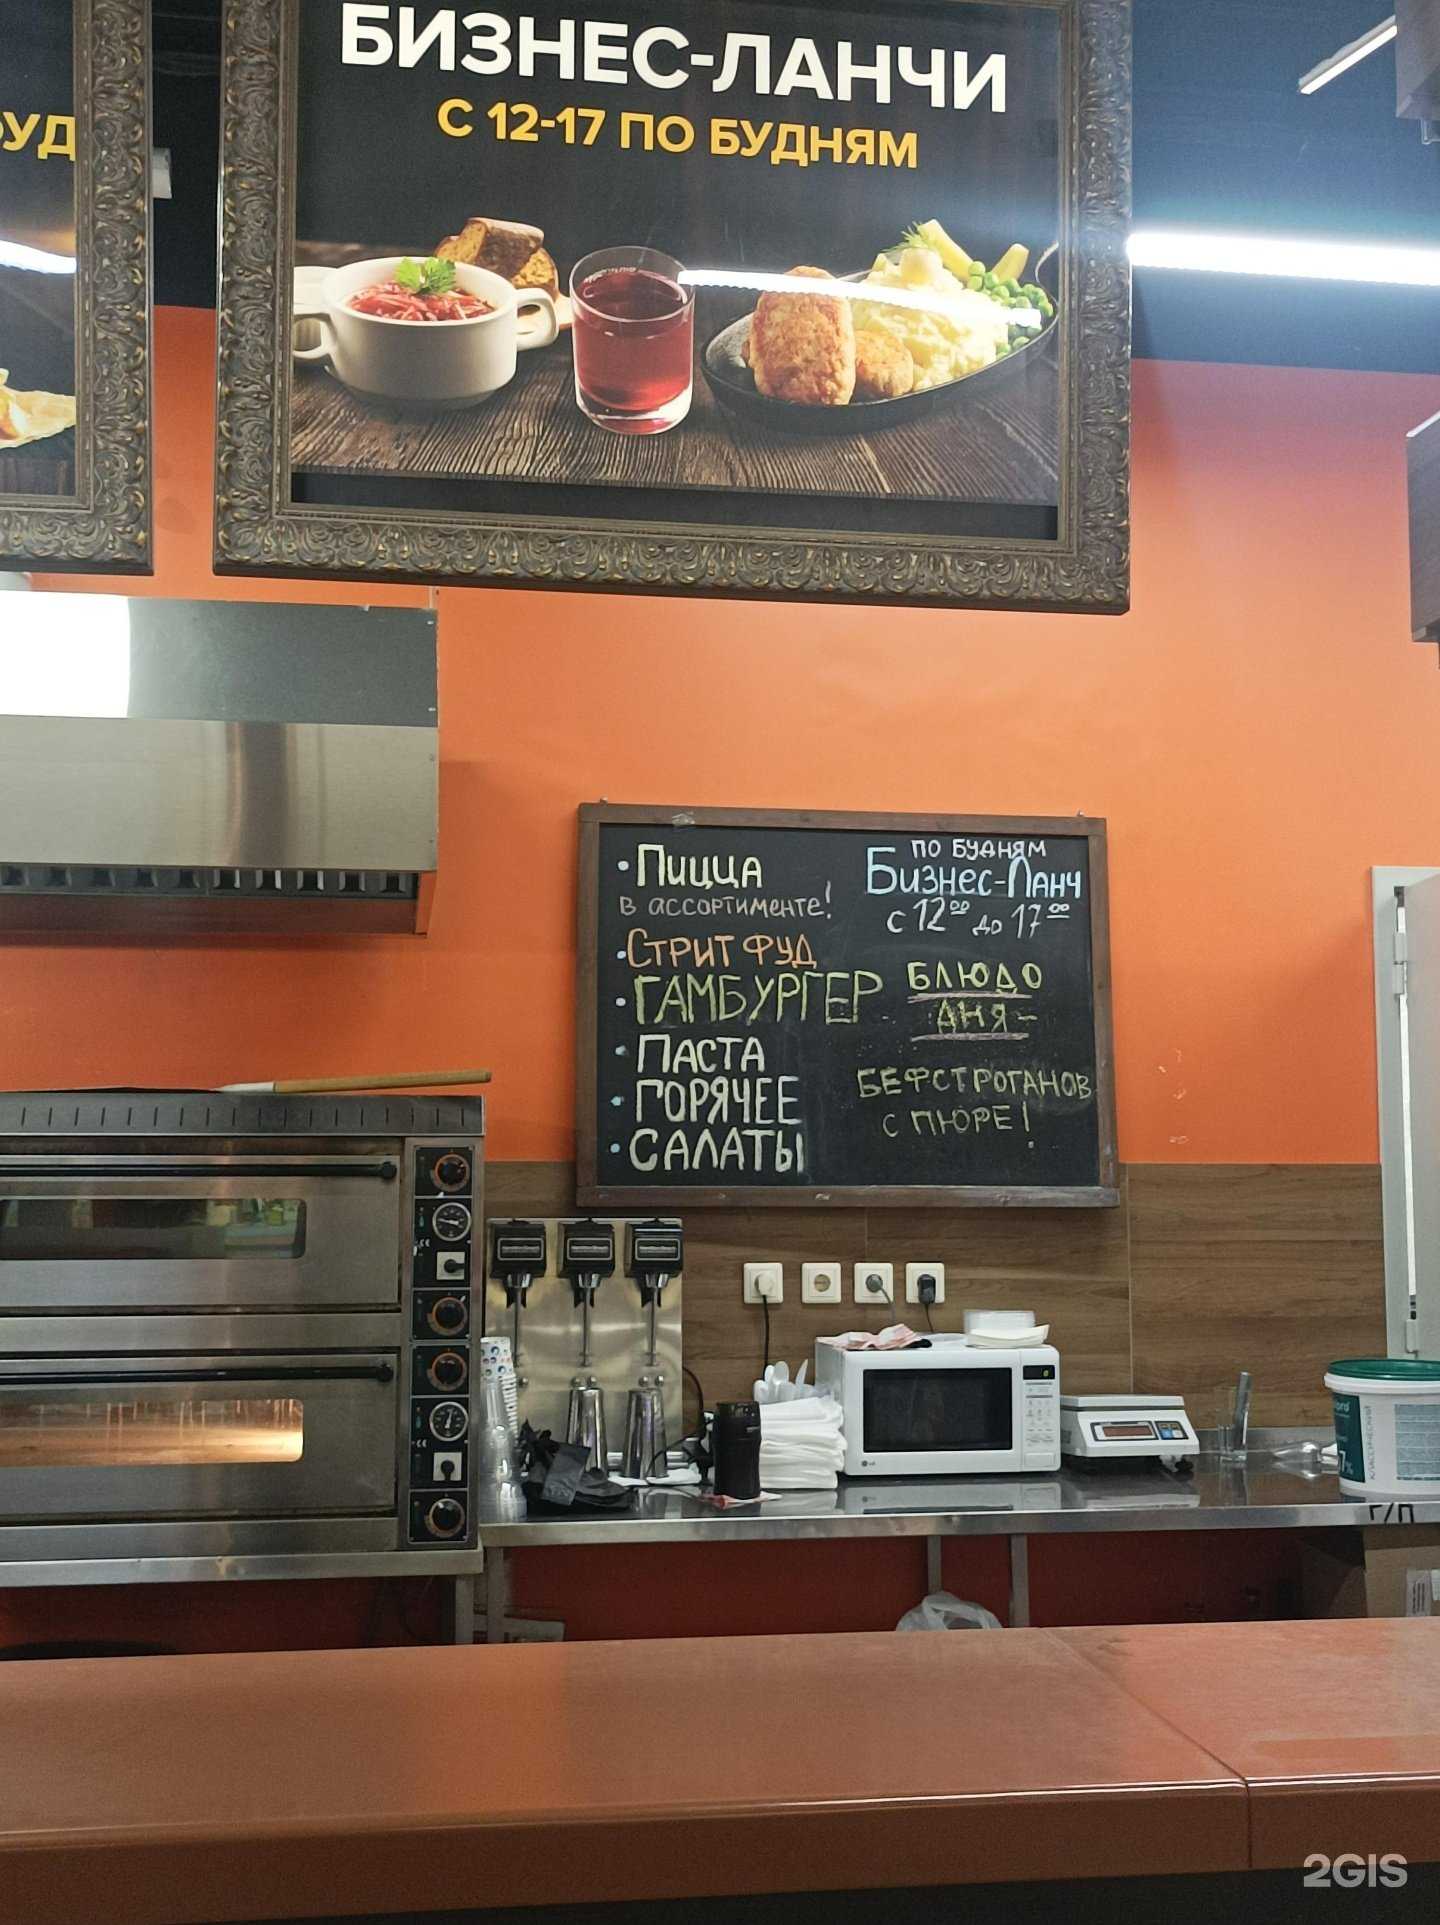 БИЗНЕС-ЛАНЧИ
С 12-17 ПО БУДНЯМ
• Пицца
в ассортименте!
• Стрит фуд
• ГАМБУРГЕР
• ПАСТА
• ГОРЯЧЕЕ
• САЛАТЫ
ПО БУДНЯМ
Бизнес-Ланч
с 12⁰⁰ до 17⁰⁰
БЛЮДО
ДНЯ-
БЕФСТРОГАНОВ
С ПЮРЕ!
LG
Г/П
2GIS